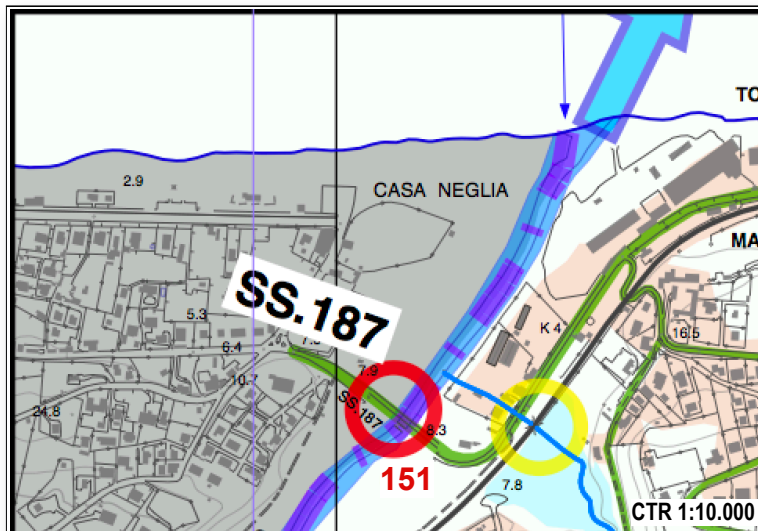 TO
2.9
CASA NEGLIA
MA
SS.187
5.3
K 4
16.5
6.4
7.9
10.7
SS.187
24.8
8.3
151
7.8
CTR 1:10.000